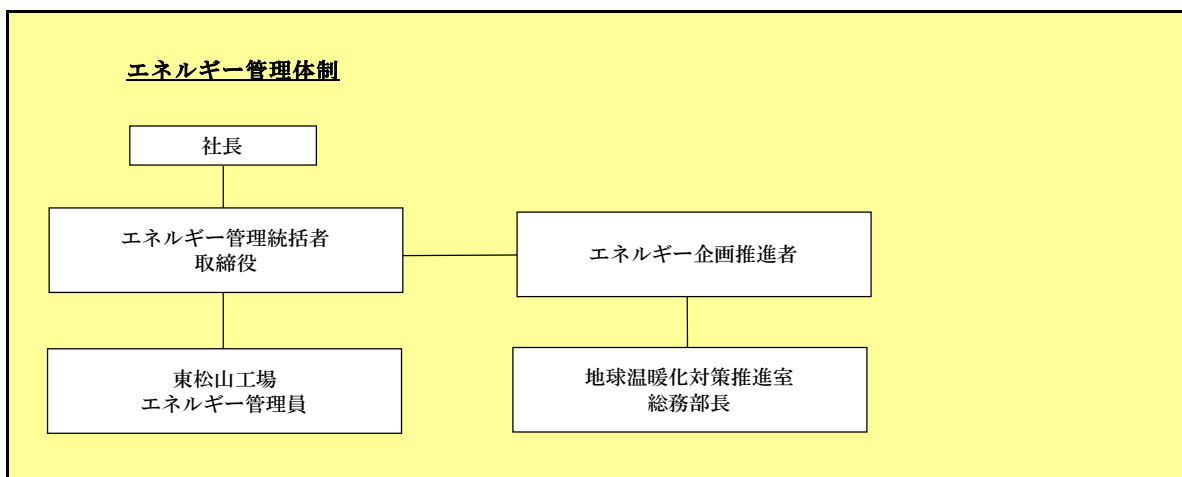 エネルギー管理体制
社長
エネルギー管理統括者
取締役
エネルギー企画推進者
東松山工場
エネルギー管理員
地球温暖化対策推進室
総務部長